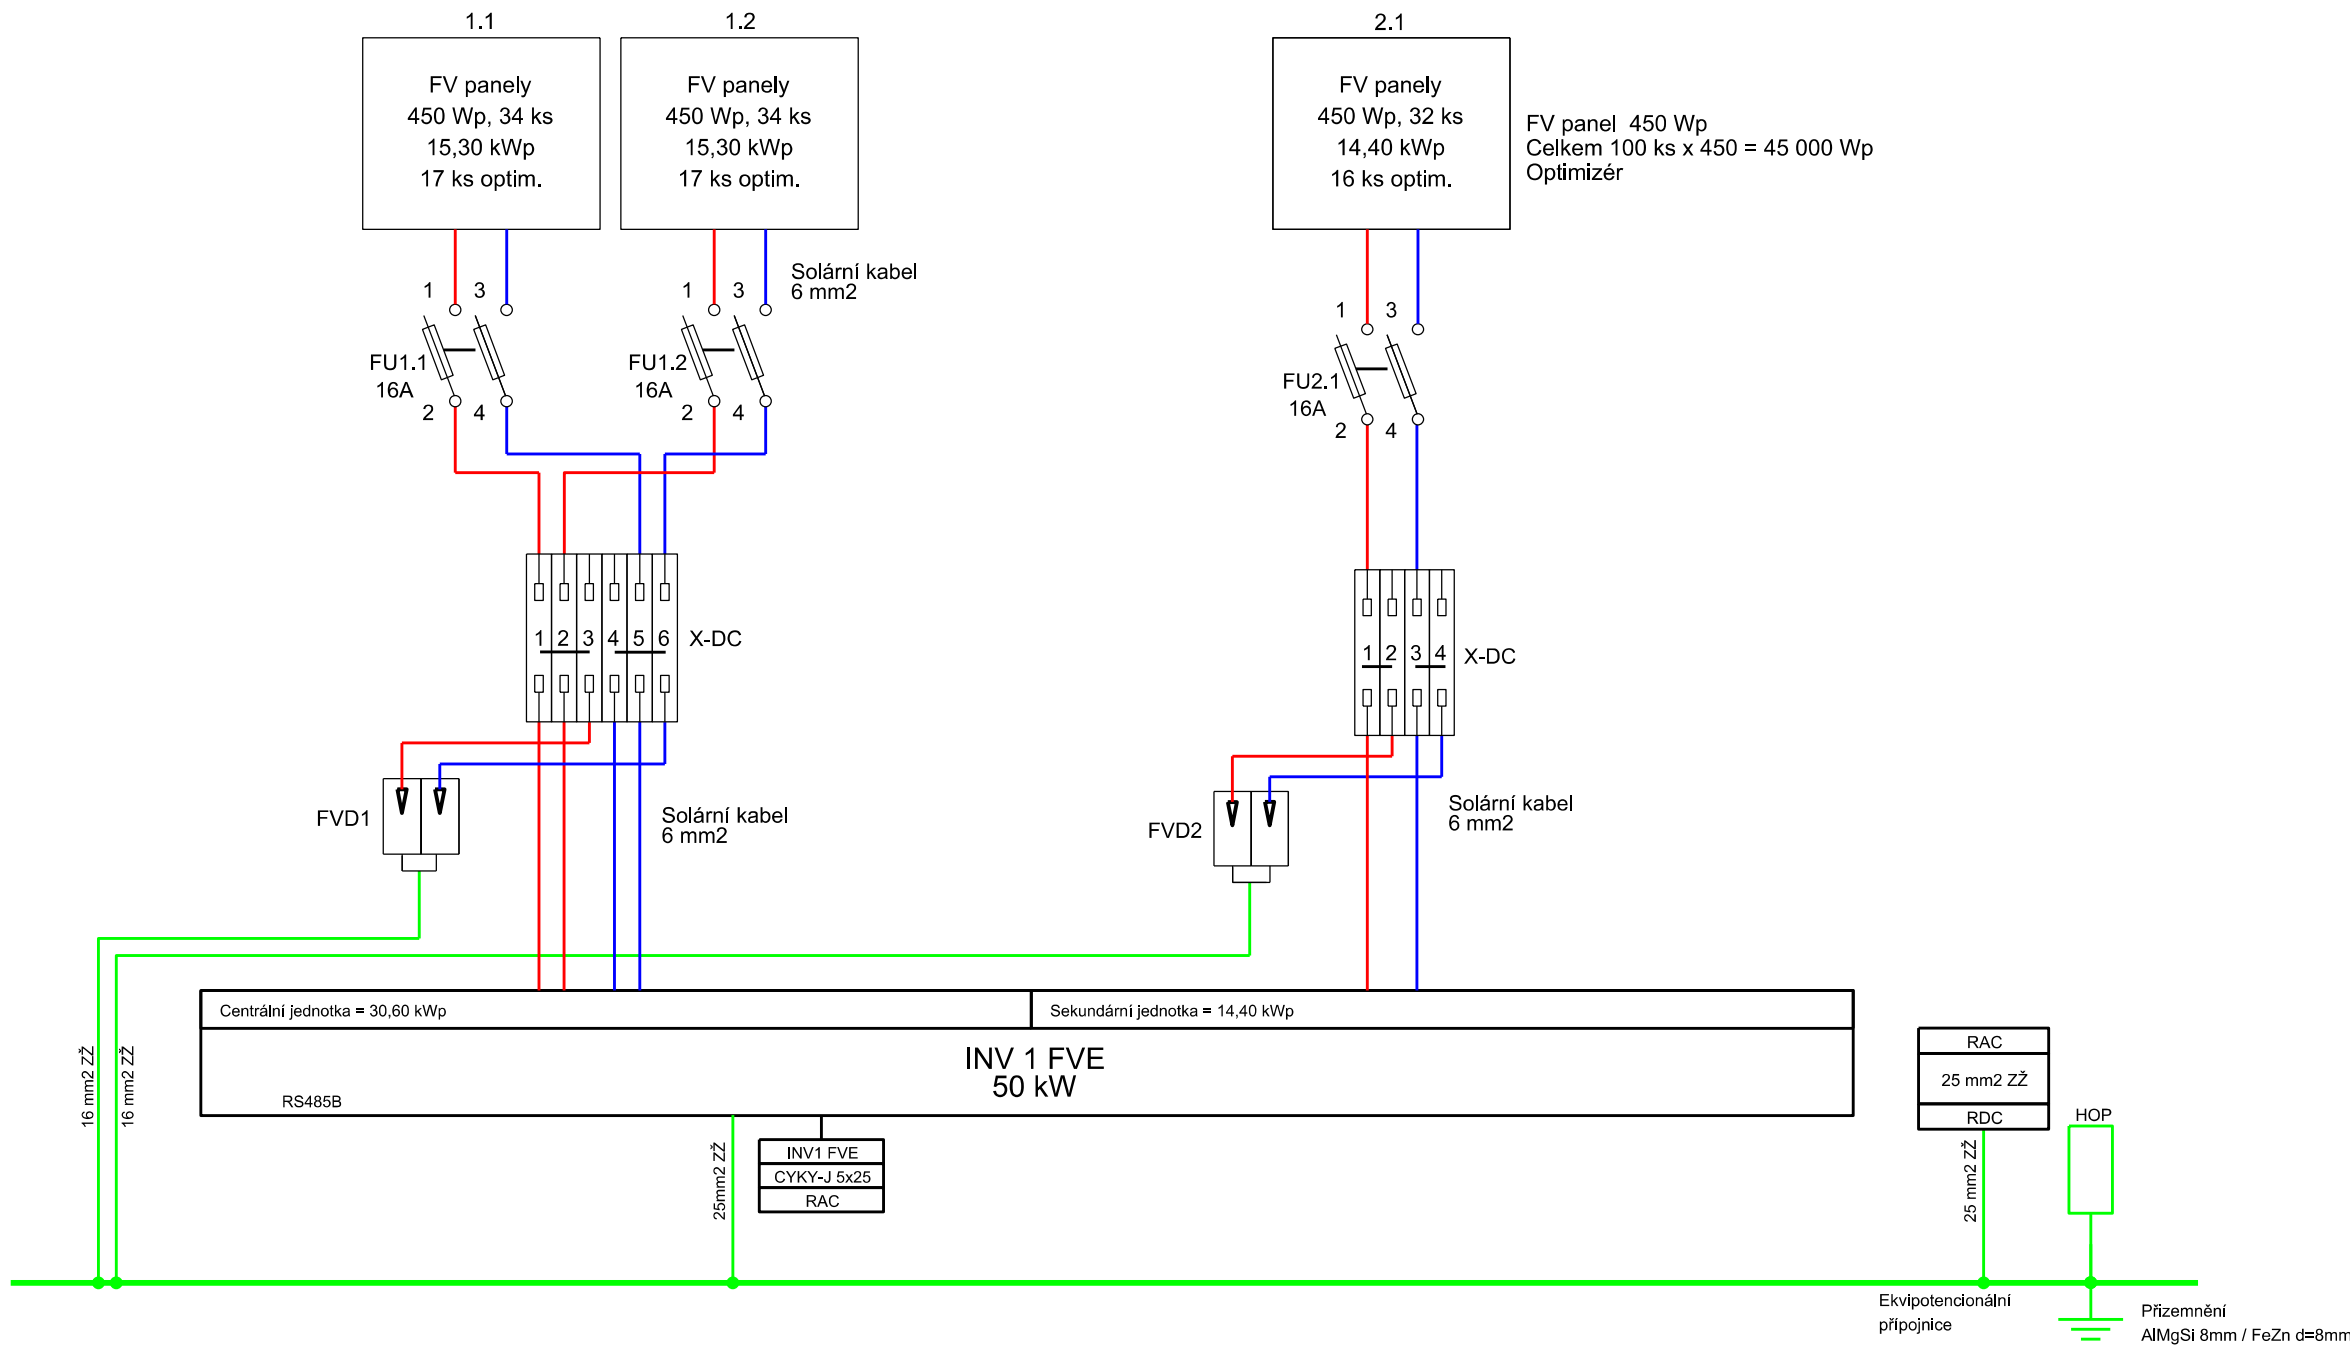 1.1
1.2
2.1
FV panely
450 Wp, 34 ks
15,30 kWp
17 ks optim.
FV panely
450 Wp, 34 ks
15,30 kWp
17 ks optim.
FV panely
450 Wp, 32 ks
14,40 kWp
16 ks optim.
FV panel 450 Wp
Celkem 100 ks x 450 = 45 000 Wp
Optimizér
Solární kabel
6 mm2
1
3
FU1.1
16A
2
4
1
3
FU1.2
16A
2
4
1
3
FU2.1
16A
2
4
1 2 3 4 5 6
X-DC
1 2 3 4
X-DC
FVD1
Solární kabel
6 mm2
FVD2
Solární kabel
6 mm2
Centrální jednotka = 30,60 kWp
Sekundární jednotka = 14,40 kWp
INV 1 FVE
50 kW
RS485B
16 mm2 ZŽ
16 mm2 ZŽ
25mm2 ZŽ
INV1 FVE
CYKY-J 5x25
RAC
RAC
25 mm2 ZŽ
RDC
25 mm2 ZŽ
HOP
Ekvipotencionální
přípojnice
Přizemnění
AlMgSi 8mm / FeZn d=8mm